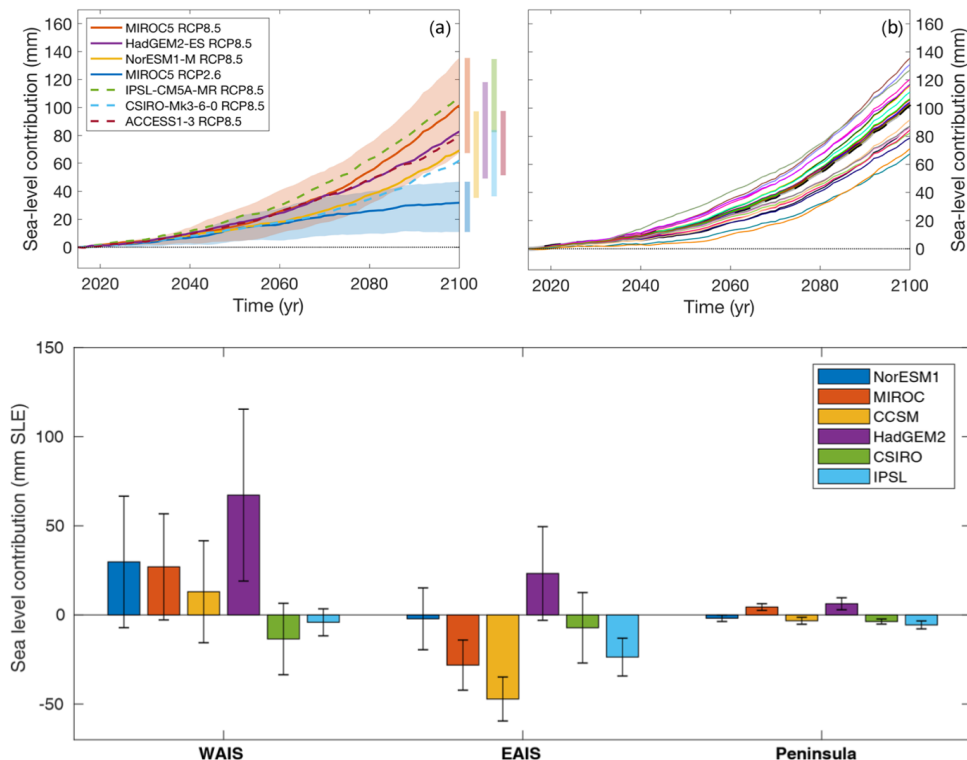 Sea-level contribution (mm)
160
140
120
100
80
60
40
20
0
MIROC5 RCP8.5
HadGEM2-ES RCP8.5
NorESM1-M RCP8.5
MIROC5 RCP2.6
IPSL-CM5A-MR RCP8.5
CSIRO-Mk3-6-0 RCP8.5
ACCESS1-3 RCP8.5
(a)
2020 2040 2060 2080 2100
Time (yr)
(b)
160
140
120
100
80
60
40
20
0
Sea-level contribution (mm)
2020 2040 2060 2080 2100
Time (yr)
Sea level contribution (mm SLE)
150
100
50
0
-50
NorESM1
MIROC
CCSM
HadGEM2
CSIRO
IPSL
WAIS EAIS Peninsula